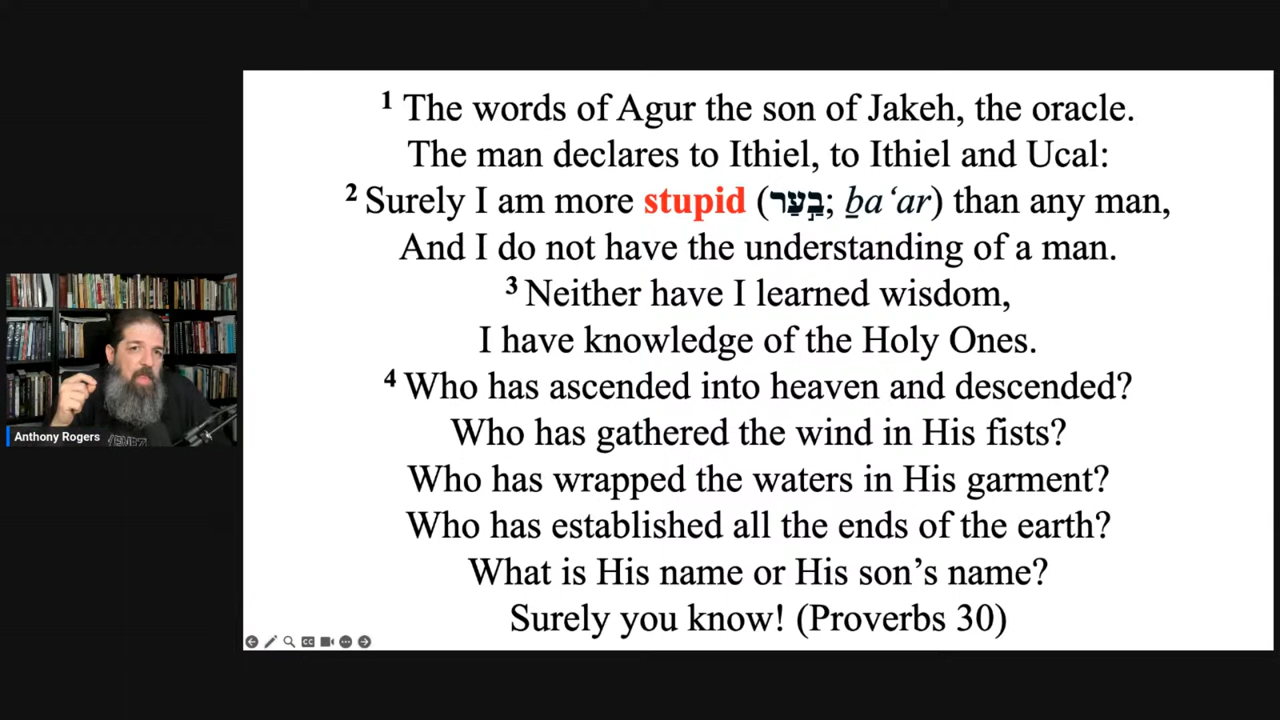 ¹ The words of Agur the son of Jakeh, the oracle.
The man declares to Ithiel, to Ithiel and Ucal:
² Surely I am more stupid (בַ֣עַר; ḇa‘ar) than any man,
And I do not have the understanding of a man.
³ Neither have I learned wisdom,
I have knowledge of the Holy Ones.
⁴ Who has ascended into heaven and descended?
Who has gathered the wind in His fists?
Who has wrapped the waters in His garment?
Who has established all the ends of the earth?
What is His name or His son’s name?
Surely you know! (Proverbs 30)
Anthony Rogers
CC